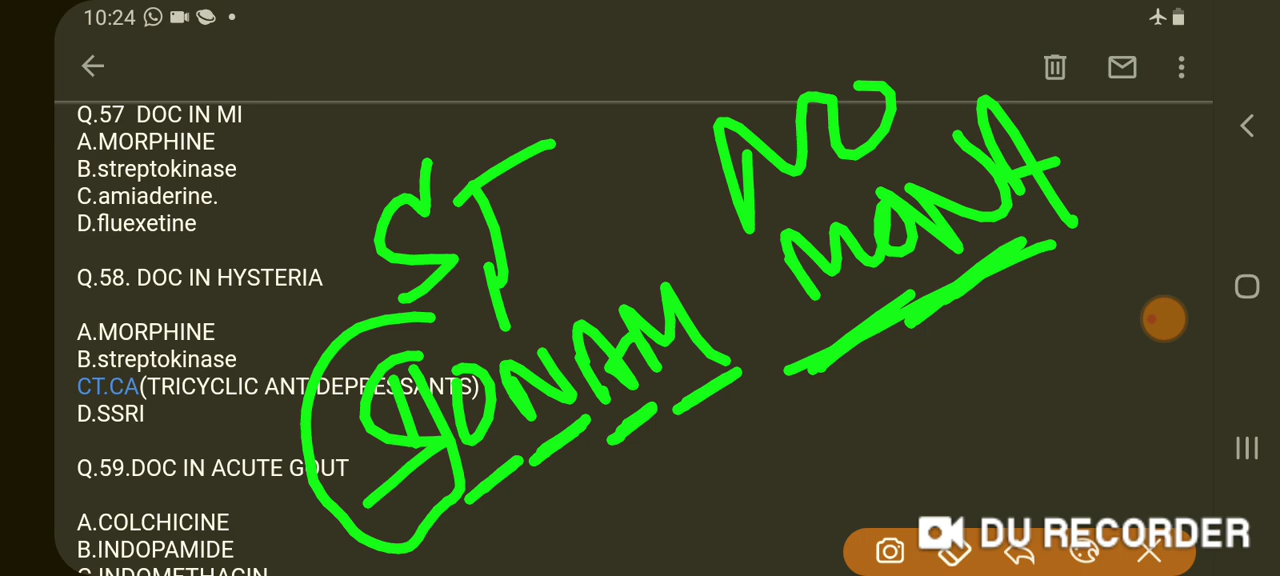 10:24
Q.57 DOC IN MI
A.MORPHINE
B.streptokinase
C.amiaderine.
D.fluexetine
Q.58. DOC IN HYSTERIA
A.MORPHINE
B.streptokinase
CT.CA(TRICYCLIC ANTIDEPRESSANTS)
D.SSRI
Q.59.DOC IN ACUTE GOUT
A.COLCHICINE
B.INDOPAMIDE
C.INDOMETHACIN
ST
NO
MONA
DU RECORDER